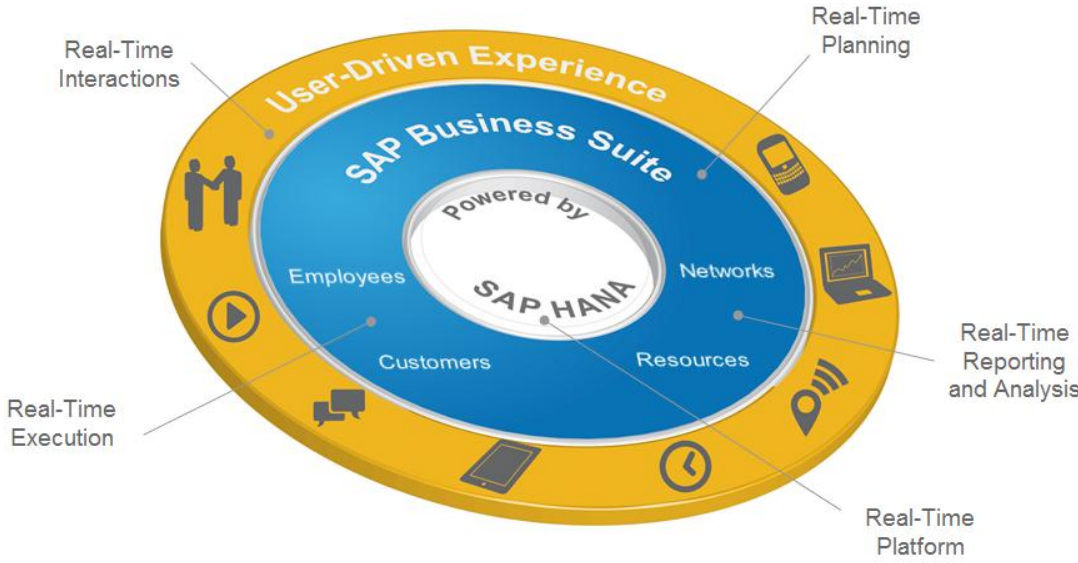 Real-Time
Planning
Real-Time
Interactions
User-Driven Experience
SAP Business Suite
Powered by
SAP HANA
Employees
Networks
Customers
Resources
Real-Time
Reporting
and Analysis
Real-Time
Execution
Real-Time
Platform